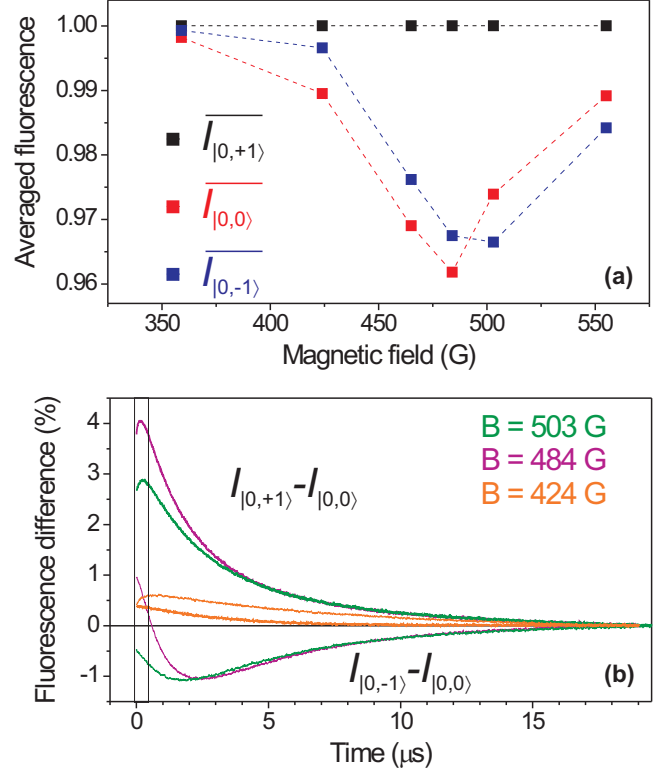 1.00
0.99
0.98
0.97
0.96
Averaged fluorescence
I|0,+1⟩
I|0,0⟩
I|0,-1⟩
(a)
350 400 450 500 550
Magnetic field (G)
4
3
2
1
0
-1
Fluorescence difference (%)
B = 503 G
B = 484 G
B = 424 G
I|0,+1⟩-I|0,0⟩
I|0,-1⟩-I|0,0⟩
(b)
0 5 10 15
Time (μs)